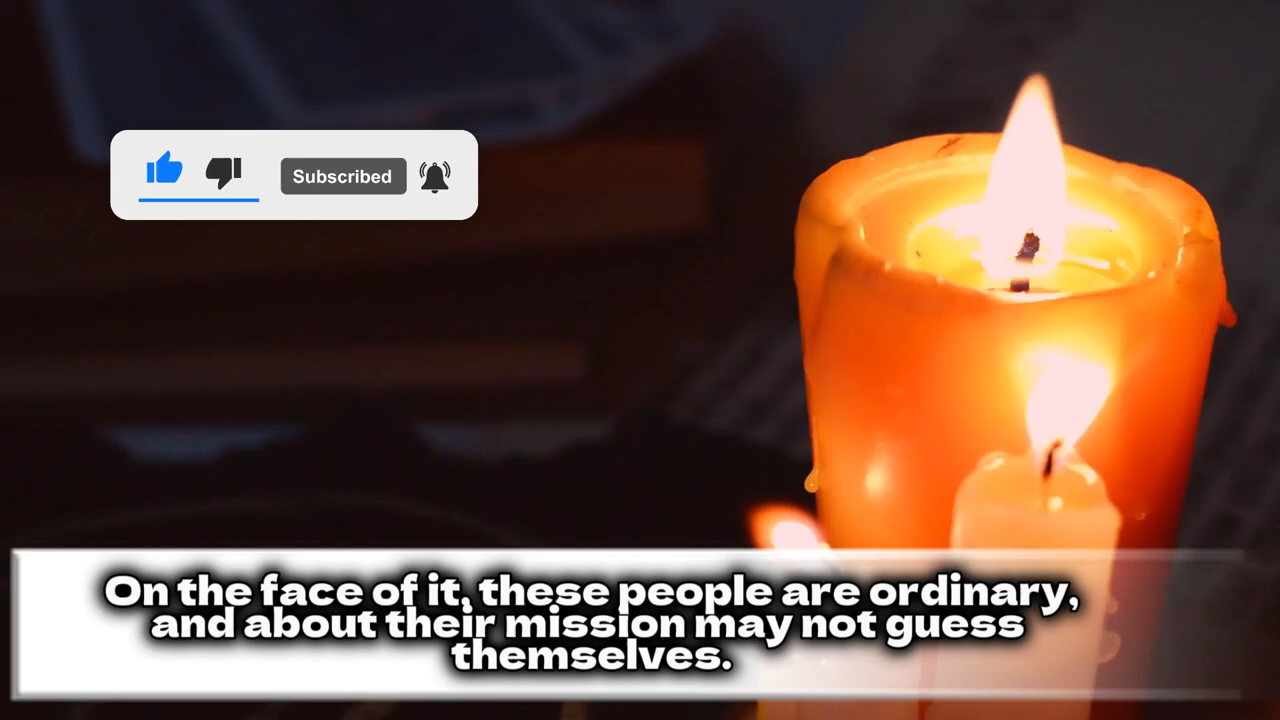 Subscribed
On the face of it, these people are ordinary,
and about their mission may not guess
themselves.